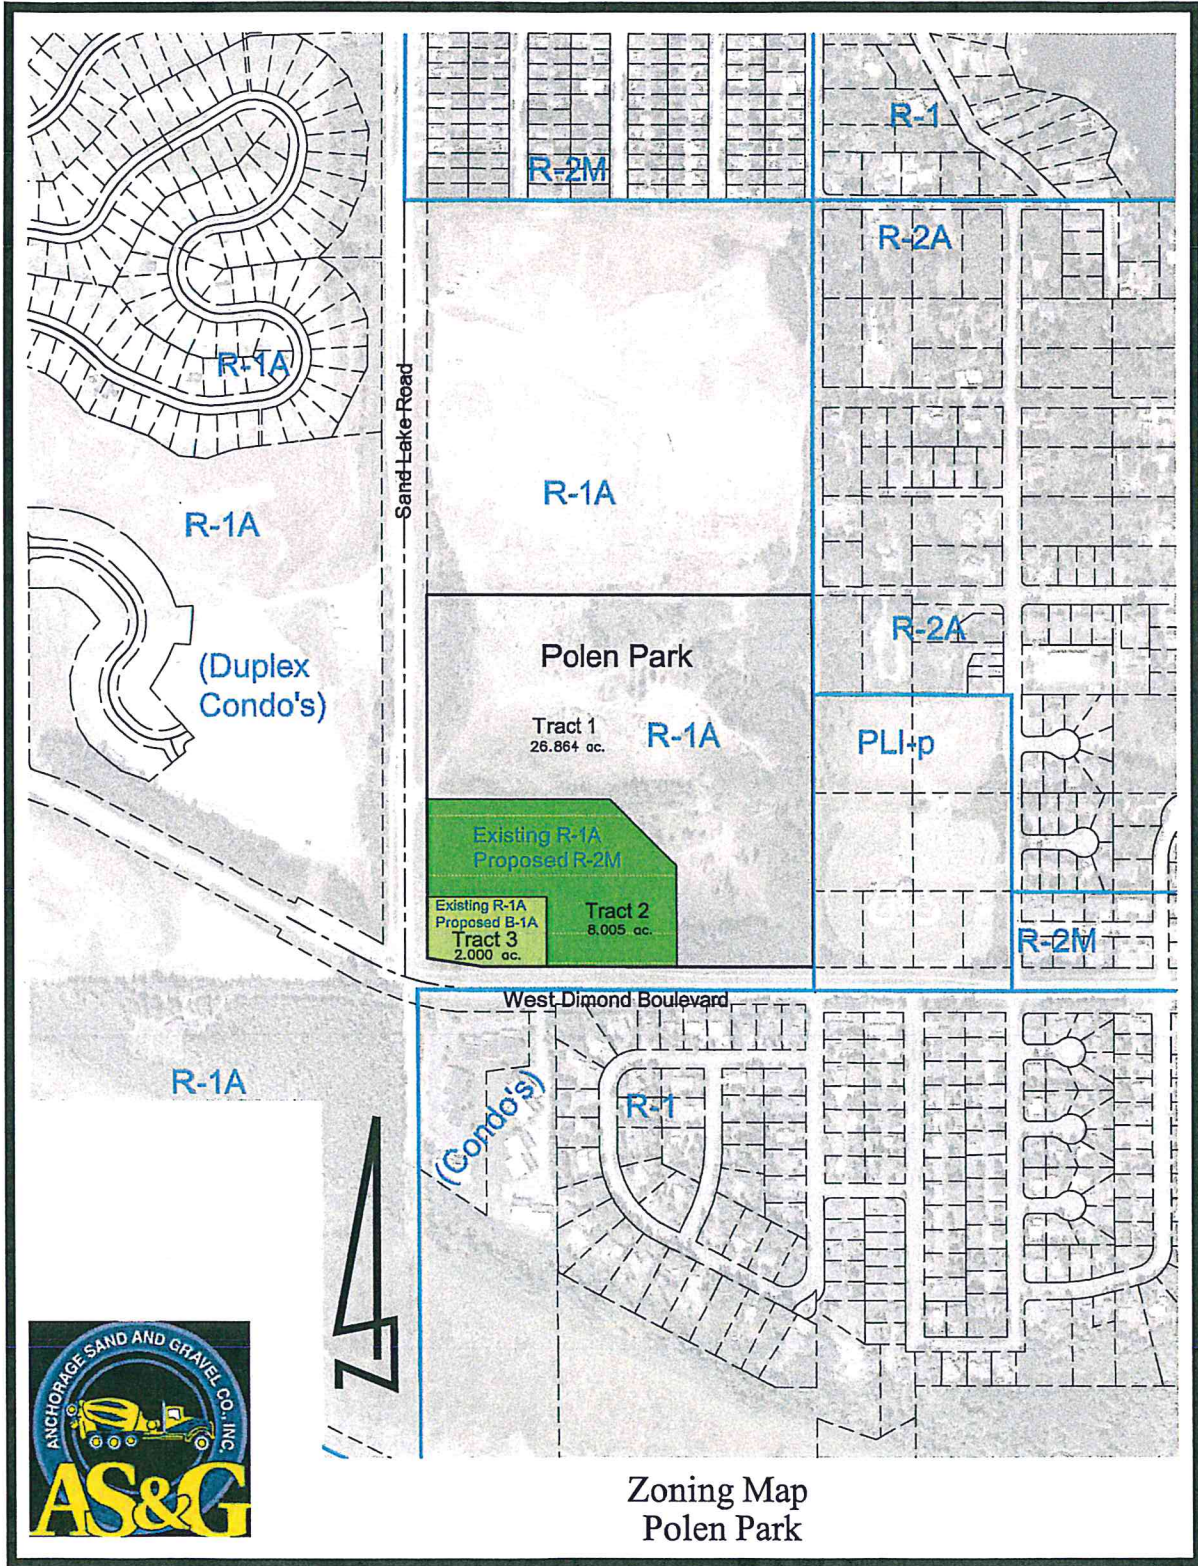 R-2M
R-1
R-2A
R-1A
Sand Lake Road
R-1A
R-1A
(Duplex
Condo's)
Polen Park
R-2A
Tract 1
26.864 ac.
R-1A
PLI-p
Existing R-1A
Proposed R-2M
Existing R-1A
Proposed B-1A
Tract 3
2.000 ac.
Tract 2
8.005 ac.
R-2M
West Dimond Boulevard
R-1A
(Condo's)
R-1
ANCHORAGE SAND AND GRAVEL CO., INC.
AS&G
Zoning Map
Polen Park